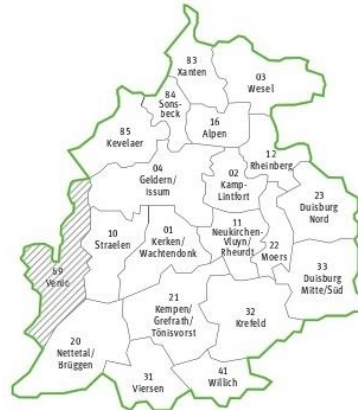 83
Xanten
03
Wesel
84
Sons-
beck
16
Alpen
85
Kevelaer
12
Rheinberg
04
Geldern/
Issum
02
Kamp-
Lintfort
23
Duisburg
Nord
10
Straelen
01
Kerken/
Wachtendonk
11
Neukirchen-
Vluyn/
Rheurdt
22
Moers
33
Duisburg
Mitte/Süd
69
Venlo
21
Kempen/
Grefrath/
Tönisvorst
32
Krefeld
20
Nettetal/
Brüggen
31
Viersen
41
Willich